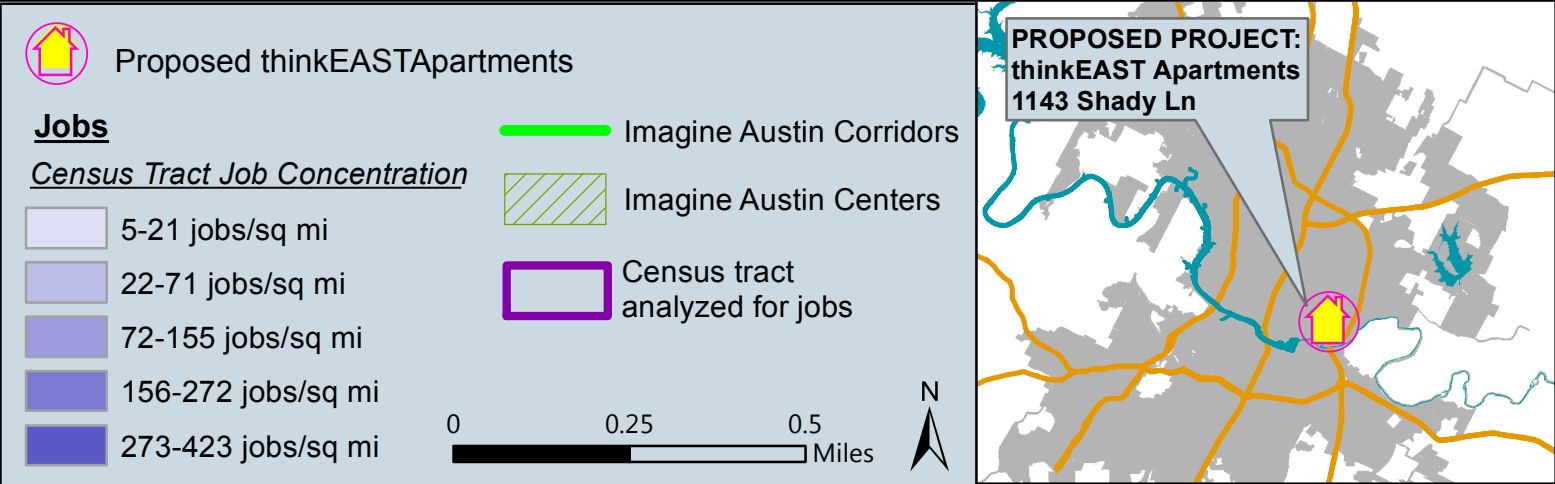 Proposed thinkEASTApartments
Jobs
Census Tract Job Concentration
5-21 jobs/sq mi
22-71 jobs/sq mi
72-155 jobs/sq mi
156-272 jobs/sq mi
273-423 jobs/sq mi
Imagine Austin Corridors
Imagine Austin Centers
Census tract
analyzed for jobs
0 0.25 0.5
Miles
N
PROPOSED PROJECT:
thinkEAST Apartments
1143 Shady Ln